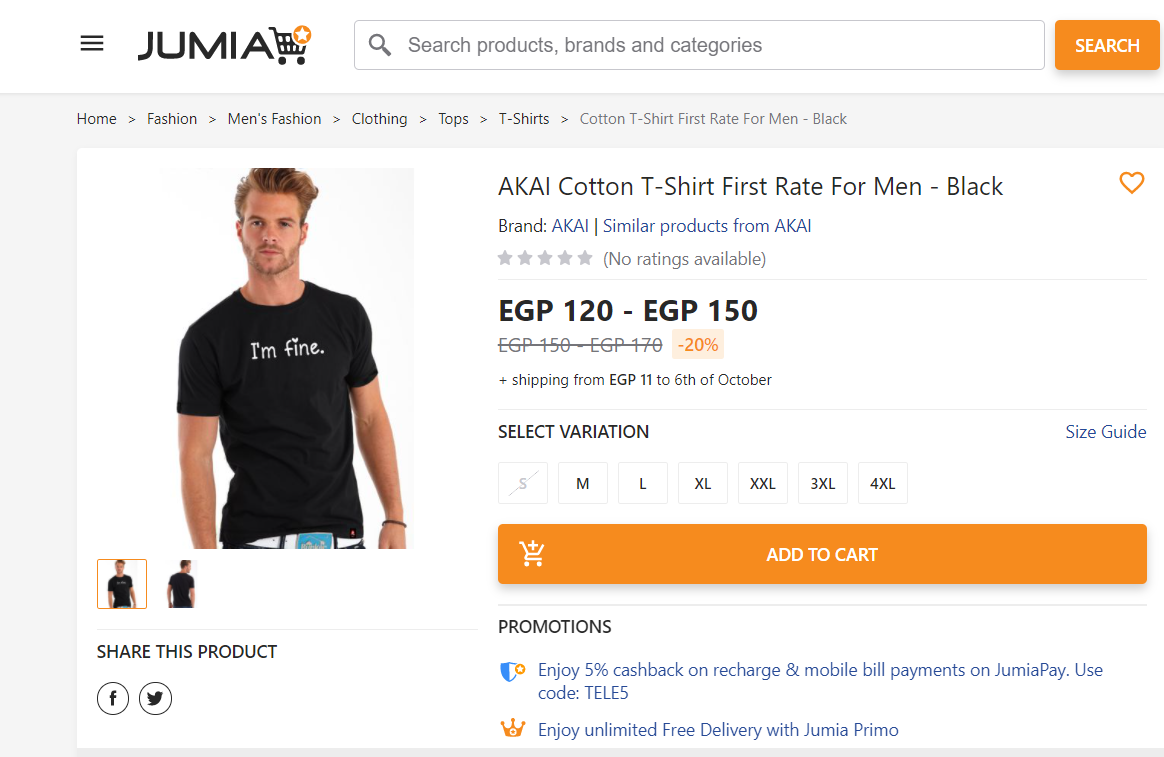 JUMIA
Search products, brands and categories
SEARCH
Home > Fashion > Men's Fashion > Clothing > Tops > T-Shirts > Cotton T-Shirt First Rate For Men - Black
I'm fine.
AKAI Cotton T-Shirt First Rate For Men - Black
Brand: AKAI | Similar products from AKAI
(No ratings available)
EGP 120 - EGP 150
EGP 150 - EGP 170 -20%
+ shipping from EGP 11 to 6th of October
SELECT VARIATION
Size Guide
S M L XL XXL 3XL 4XL
ADD TO CART
SHARE THIS PRODUCT
f
PROMOTIONS
Enjoy 5% cashback on recharge & mobile bill payments on JumiaPay. Use
code: TELE5
Enjoy unlimited Free Delivery with Jumia Primo